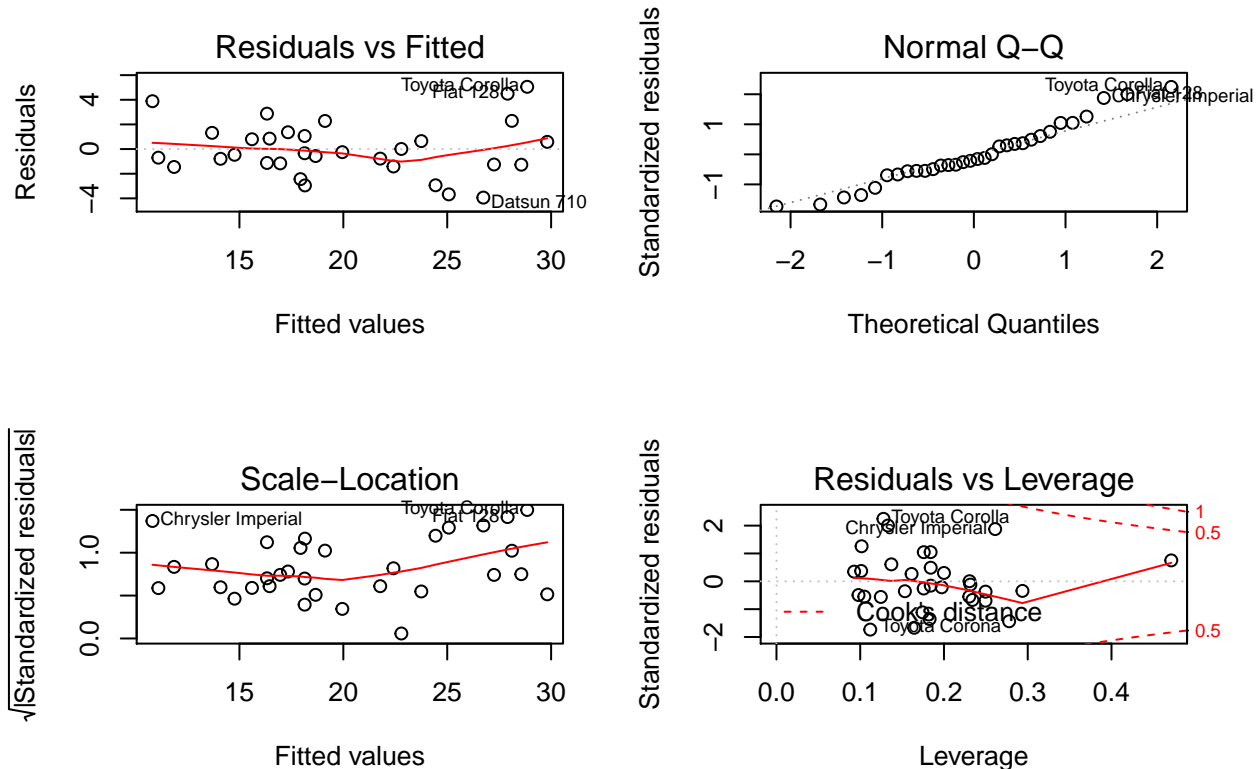 Residuals vs Fitted
Residuals
4
0
−4
Toyota Corolla
Fiat 128
Datsun 710
15 20 25 30
Fitted values
Normal Q−Q
Standardized residuals
1
−1
Toyota Corolla
Fiat 128
Chrysler Imperial
−2 −1 0 1 2
Theoretical Quantiles
Scale−Location
√|Standardized residuals|
1.0
0.0
Chrysler Imperial
Toyota Corolla
Fiat 128
15 20 25 30
Fitted values
Residuals vs Leverage
Standardized residuals
2
0
−2
Toyota Corolla
Chrysler Imperial
1
0.5
Cook's distance
Toyota Corona
0.5
0.0 0.1 0.2 0.3 0.4
Leverage